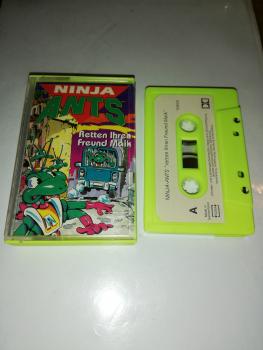 NINJA
ANTS
Retten Ihren
Freund Maik
NINJA-ANTS "retten Ihren Freund Maik"
A